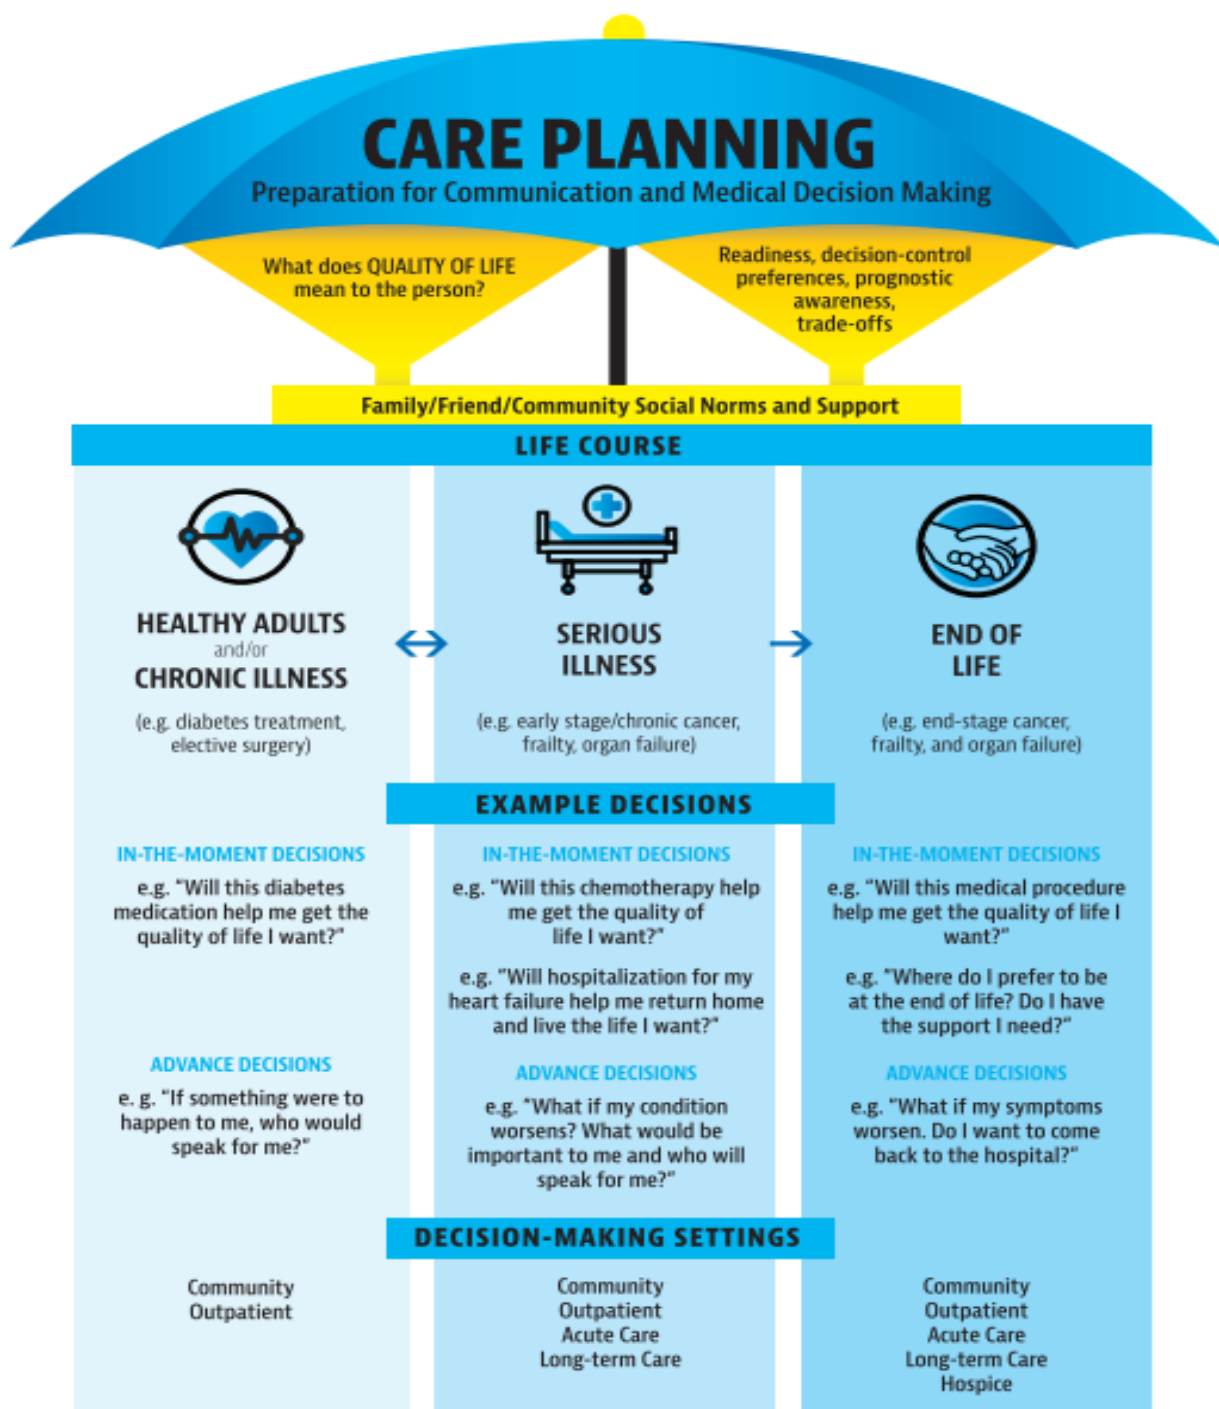 CARE PLANNING
Preparation for Communication and Medical Decision Making
What does QUALITY OF LIFE
mean to the person?
Readiness, decision-control
preferences, prognostic
awareness,
trade-offs
Family/Friend/Community Social Norms and Support
LIFE COURSE
HEALTHY ADULTS
and/or
CHRONIC ILLNESS
(e.g. diabetes treatment,
elective surgery)
SERIOUS
ILLNESS
(e.g. early stage/chronic cancer,
frailty, organ failure)
END OF
LIFE
(e.g. end-stage cancer,
frailty, and organ failure)
EXAMPLE DECISIONS
IN-THE-MOMENT DECISIONS
e.g. "Will this diabetes
medication help me get the
quality of life I want?"
ADVANCE DECISIONS
e. g. "If something were to
happen to me, who would
speak for me?"
IN-THE-MOMENT DECISIONS
e.g. "Will this chemotherapy help
me get the quality of
life I want?"
e.g. "Will hospitalization for my
heart failure help me return home
and live the life I want?"
ADVANCE DECISIONS
e.g. "What if my condition
worsens? What would be
important to me and who will
speak for me?"
IN-THE-MOMENT DECISIONS
e.g. "Will this medical procedure
help me get the quality of life I
want?"
e.g. "Where do I prefer to be
at the end of life? Do I have
the support I need?"
ADVANCE DECISIONS
e.g. "What if my symptoms
worsen. Do I want to come
back to the hospital?"
DECISION-MAKING SETTINGS
Community
Outpatient
Community
Outpatient
Acute Care
Long-term Care
Community
Outpatient
Acute Care
Long-term Care
Hospice